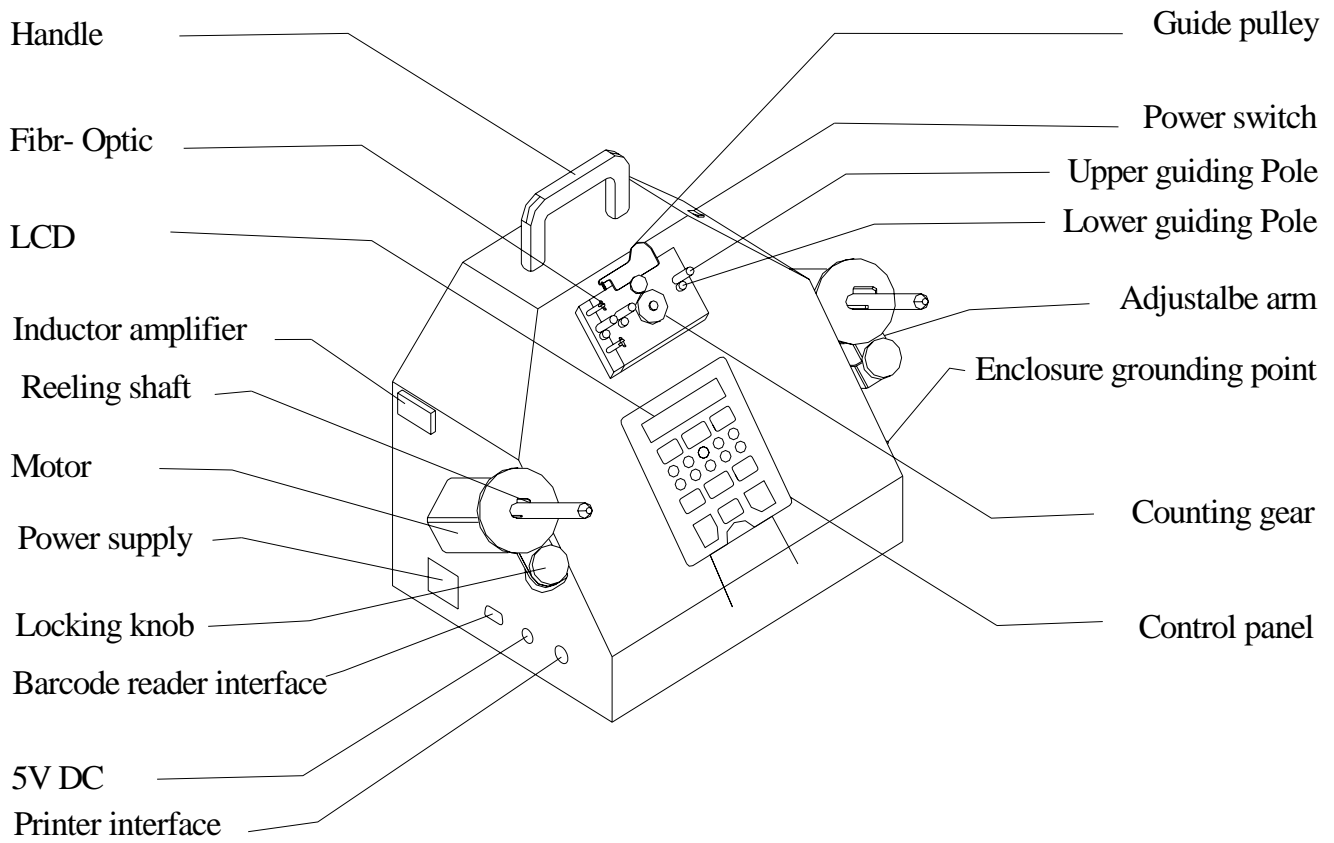 Handle
Fibr- Optic
LCD
Inductor amplifier
Reeling shaft
Motor
Power supply
Locking knob
Barcode reader interface
5V DC
Printer interface
Guide pulley
Power switch
Upper guiding Pole
Lower guiding Pole
Adjustalbe arm
Enclosure grounding point
Counting gear
Control panel